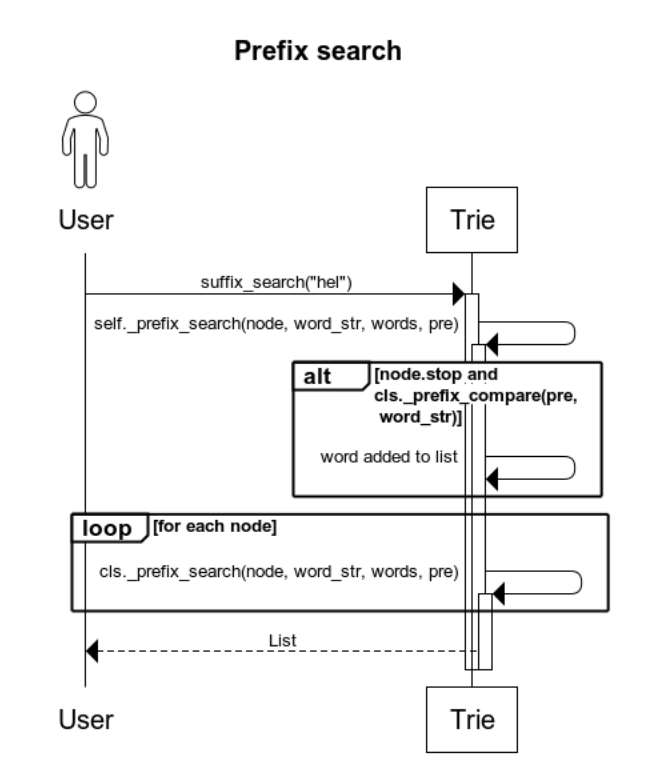 Prefix search
User
Trie
suffix_search("hel")
self._prefix_search(node, word_str, words, pre)
alt
[node.stop and
cls._prefix_compare(pre,
word_str)]
word added to list
loop
[for each node]
cls._prefix_search(node, word_str, words, pre)
List
User
Trie